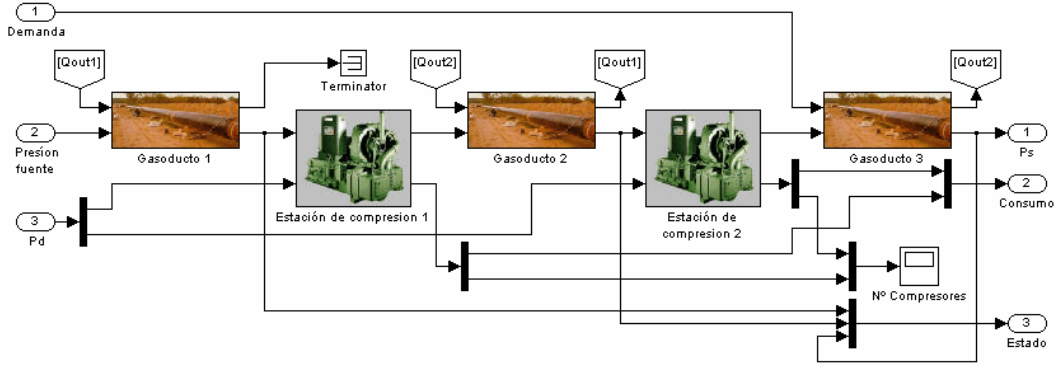 1
Demanda
[Qout1]
Terminator
[Qout2]
[Qout1]
[Qout2]
2
Presíon
fuente
Gasoducto 1
Gasoducto 2
Gasoducto 3
1
Ps
3
Pd
Estación de compresion 1
Estación de
compresion 2
2
Consumo
Nº Compresores
3
Estado